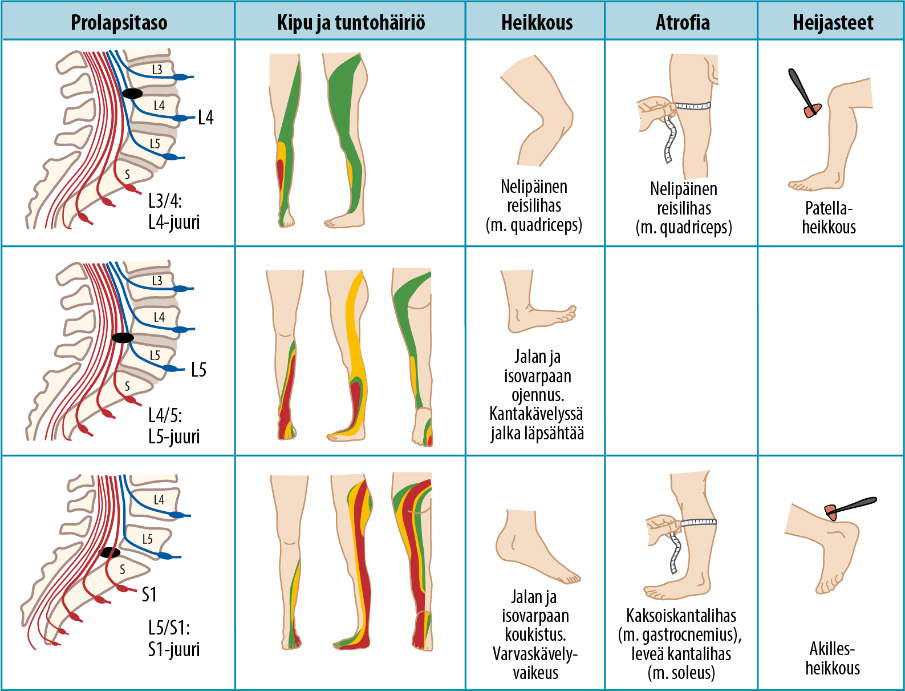 Prolapsitaso
Kipu ja tuntohäiriö
Heikkous
Atrofia
Heijasteet
L3
L4
L5
S
L4
L3/4:
L4-juuri
Nelipäinen
reisilihas
(m. quadriceps)
Nelipäinen
reisilihas
(m. quadriceps)
Patella-
heikkous
L3
L4
L5
S
L5
L4/5:
L5-juuri
Jalan ja
isovarpaan
ojennus.
Kantakävelyssä
jalka läpsähtää
L4
L5
S
S1
L5/S1:
S1-juuri
Jalan ja
isovarpaan
koukistus.
Varvaskävely-
vaikeus
Kaksoiskantalihas
(m. gastrocnemius),
leveä kantalihas
(m. soleus)
Akilles-
heikkous